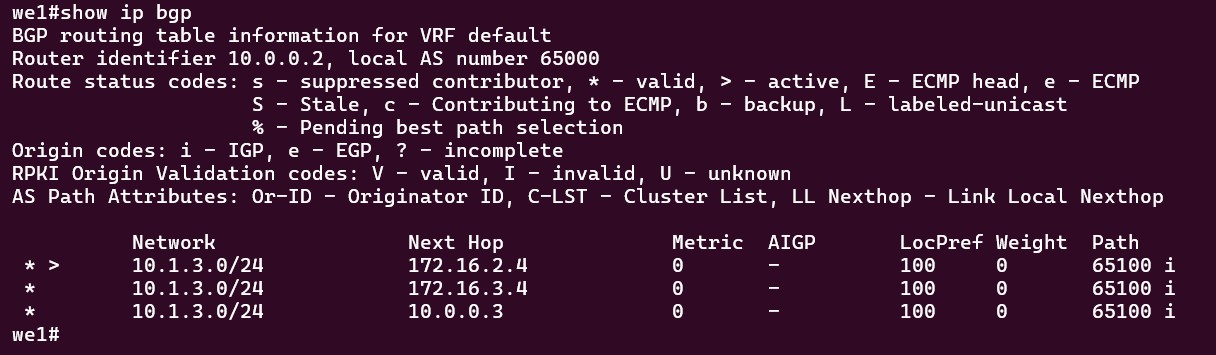 we1#show ip bgp
BGP routing table information for VRF default
Router identifier 10.0.0.2, local AS number 65000
Route status codes: s - suppressed contributor, * - valid, > - active, E - ECMP head, e - ECMP
                    S - Stale, c - Contributing to ECMP, b - backup, L - labeled-unicast
                    % - Pending best path selection
Origin codes: i - IGP, e - EGP, ? - incomplete
RPKI Origin Validation codes: V - valid, I - invalid, U - unknown
AS Path Attributes: Or-ID - Originator ID, C-LST - Cluster List, LL Nexthop - Link Local Nexthop

          Network                Next Hop              Metric  AIGP       LocPref Weight  Path
 * >      10.1.3.0/24            172.16.2.4            0       -          100     0       65100 i
 *        10.1.3.0/24            172.16.3.4            0       -          100     0       65100 i
 *        10.1.3.0/24            10.0.0.3              0       -          100     0       65100 i
we1#